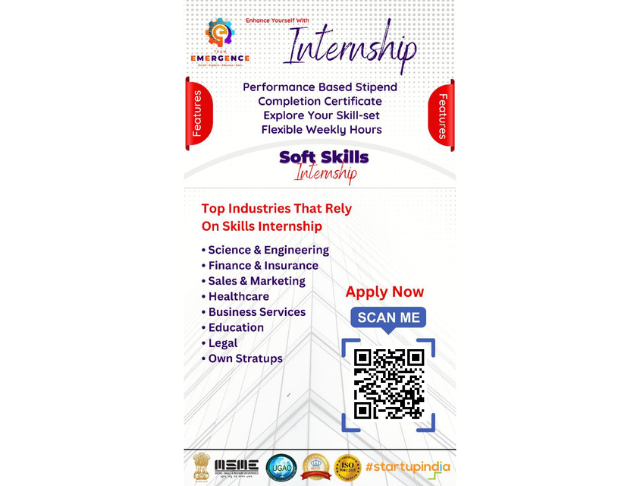 Enhance Yourself With
Internship
EMERGENCE
Performance Based Stipend
Completion Certificate
Explore Your Skill-set
Flexible Weekly Hours
Features
Features
Soft Skills
Internship
Top Industries That Rely
On Skills Internship
• Science & Engineering
• Finance & Insurance
• Sales & Marketing
• Healthcare
• Business Services
• Education
• Legal
• Own Stratups
Apply Now
SCAN ME
MSME
UGAC
ISO
#startupindia